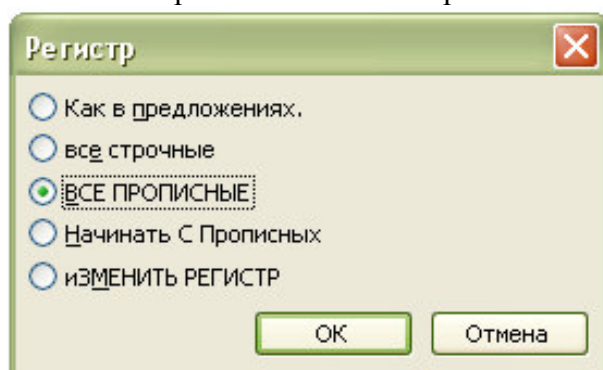 Регистр
Как в предложениях.
все строчные
ВСЕ ПРОПИСНЫЕ
Начинать С Прописных
иЗМЕНИТЬ РЕГИСТР
ОК Отмена